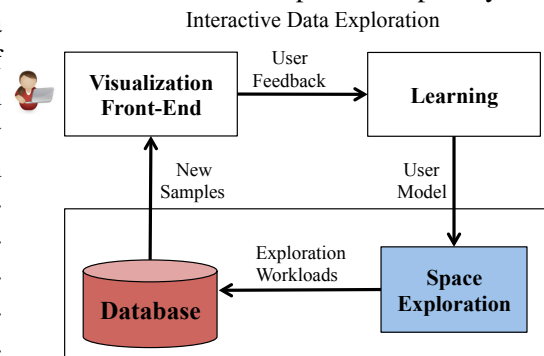 Interactive Data Exploration
Visualization
Front-End
User
Feedback
Learning
New
Samples
User
Model
Exploration
Workloads
Database
Space
Exploration